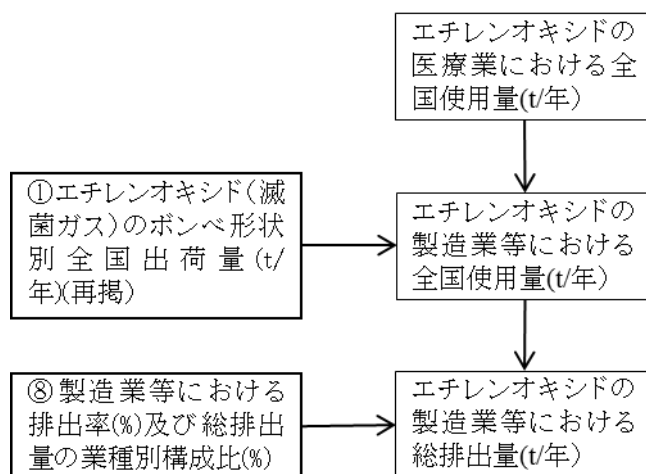 エチレンオキシドの
医療業における全
国使用量(t/年)
①エチレンオキシド(滅
菌ガス)のボンベ形状
別全国出荷量(t/
年)(再掲)
エチレンオキシドの
製造業等における
全国使用量(t/年)
⑧製造業等における
排出率(%)及び総排出
量の業種別構成比(%)
エチレンオキシドの
製造業等における
総排出量(t/年)